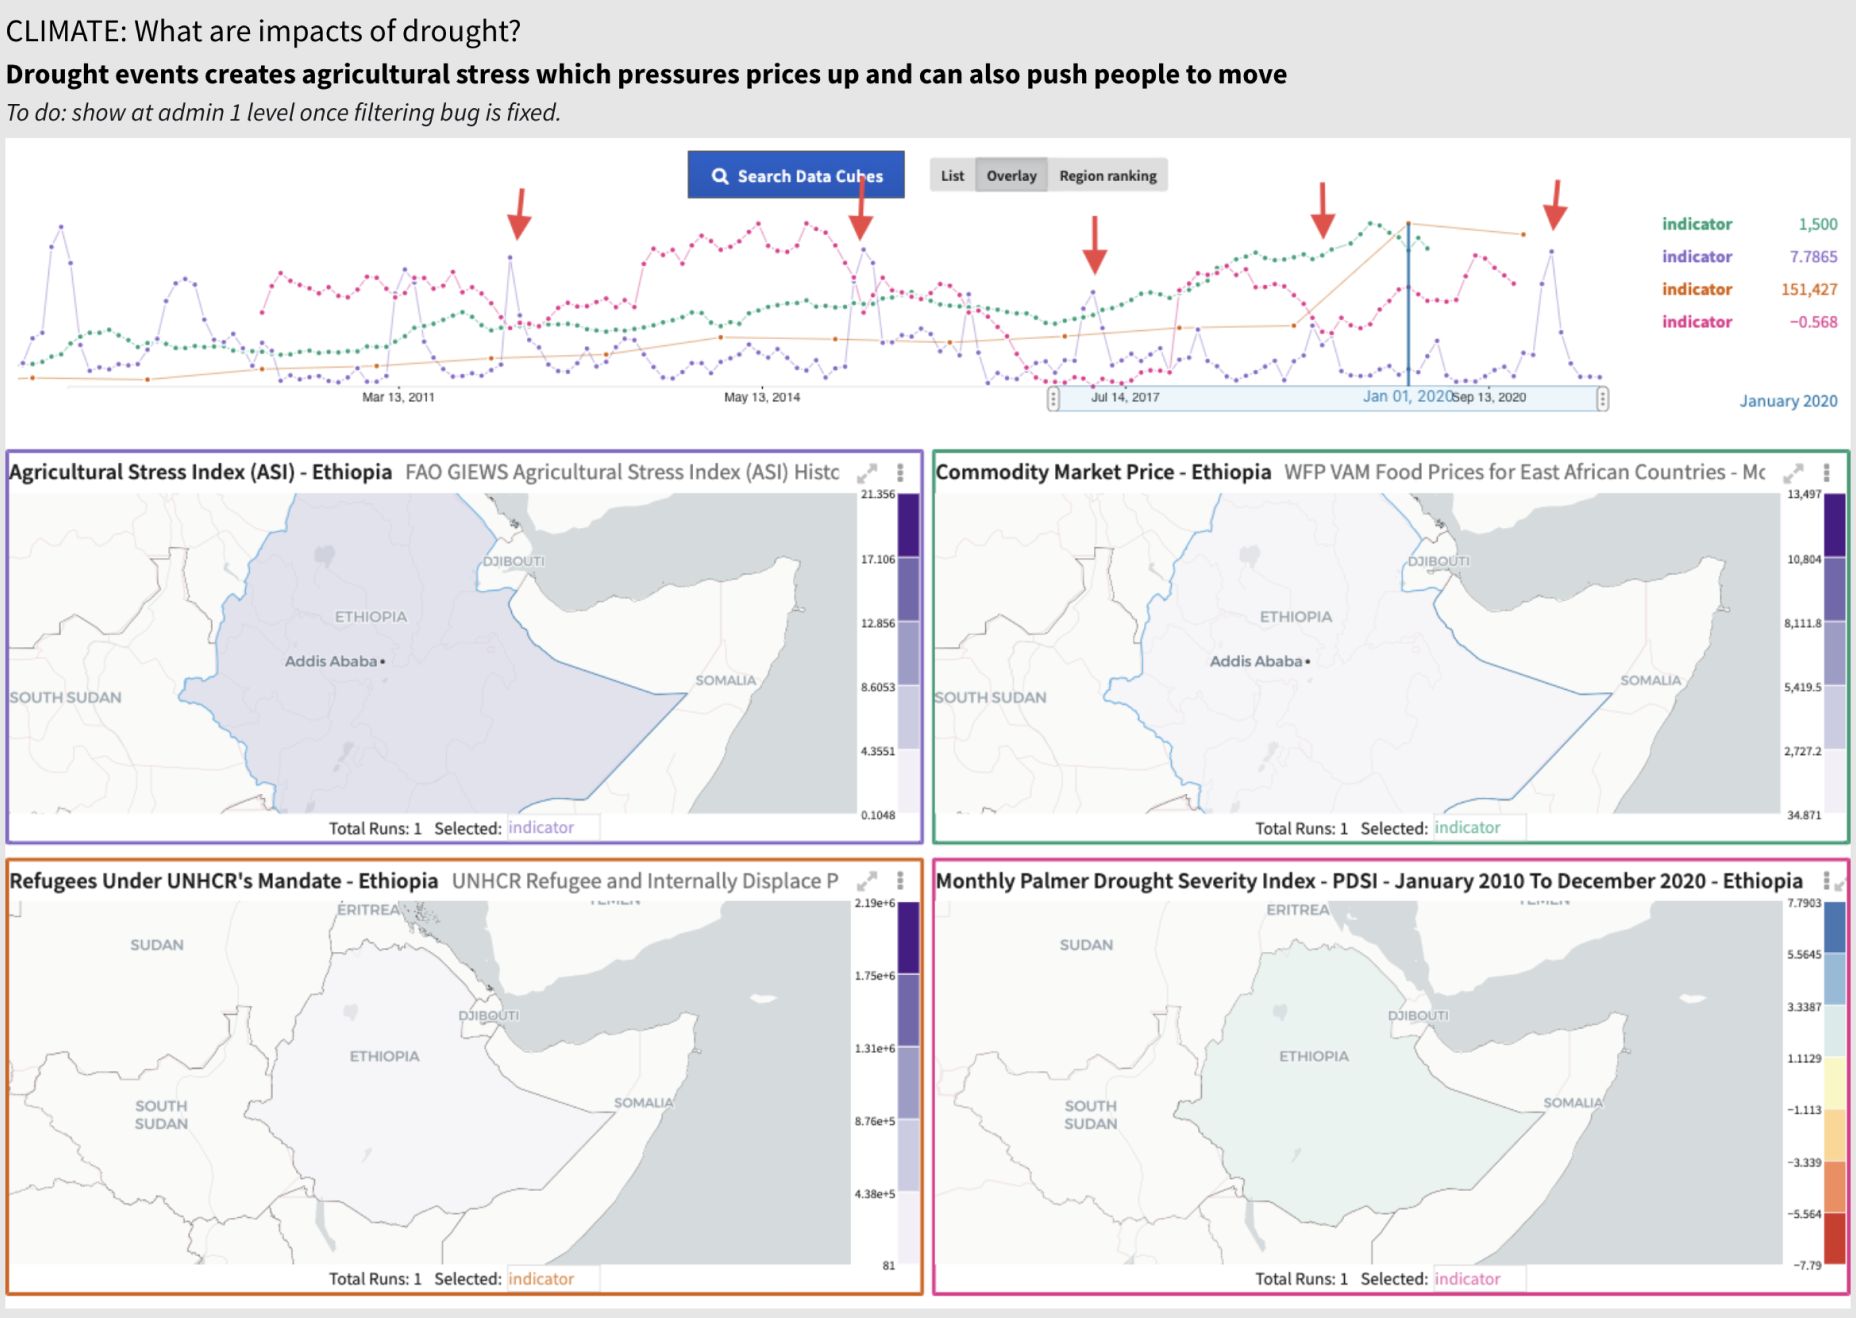 CLIMATE: What are impacts of drought?
Drought events creates agricultural stress which pressures prices up and can also push people to move
To do: show at admin 1 level once filtering bug is fixed.
Search Data Cubes
List Overlay Region ranking
indicator 1,500
indicator 7.7865
indicator 151,427
indicator −0.568
Mar 13, 2011
May 13, 2014
Jul 14, 2017
Jan 01, 2020
Sep 13, 2020
January 2020
Agricultural Stress Index (ASI) - Ethiopia FAO GIEWS Agricultural Stress Index (ASI) Histc
21.356
17.106
12.856
8.6053
4.3551
0.1048
DJIBOUTI
ETHIOPIA
Addis Ababa
SOUTH SUDAN
SOMALIA
Total Runs: 1 Selected: indicator
Commodity Market Price - Ethiopia WFP VAM Food Prices for East African Countries - Mc
13,497
10,804
8,111.8
5,419.5
2,727.2
34.871
DJIBOUTI
ETHIOPIA
Addis Ababa
SOUTH SUDAN
SOMALIA
Total Runs: 1 Selected: indicator
Refugees Under UNHCR's Mandate - Ethiopia UNHCR Refugee and Internally Displace P
2.19e+6
1.75e+6
1.31e+6
8.76e+5
4.38e+5
81
YEMEN
ERITREA
SUDAN
DJIBOUTI
ETHIOPIA
SOUTH
SUDAN
SOMALIA
Total Runs: 1 Selected: indicator
Monthly Palmer Drought Severity Index - PDSI - January 2010 To December 2020 - Ethiopia
7.7903
5.5645
3.3387
1.1129
−1.113
−3.339
−5.564
−7.79
YEMEN
ERITREA
SUDAN
DJIBOUTI
ETHIOPIA
SOUTH
SUDAN
SOMALIA
Total Runs: 1 Selected: indicator